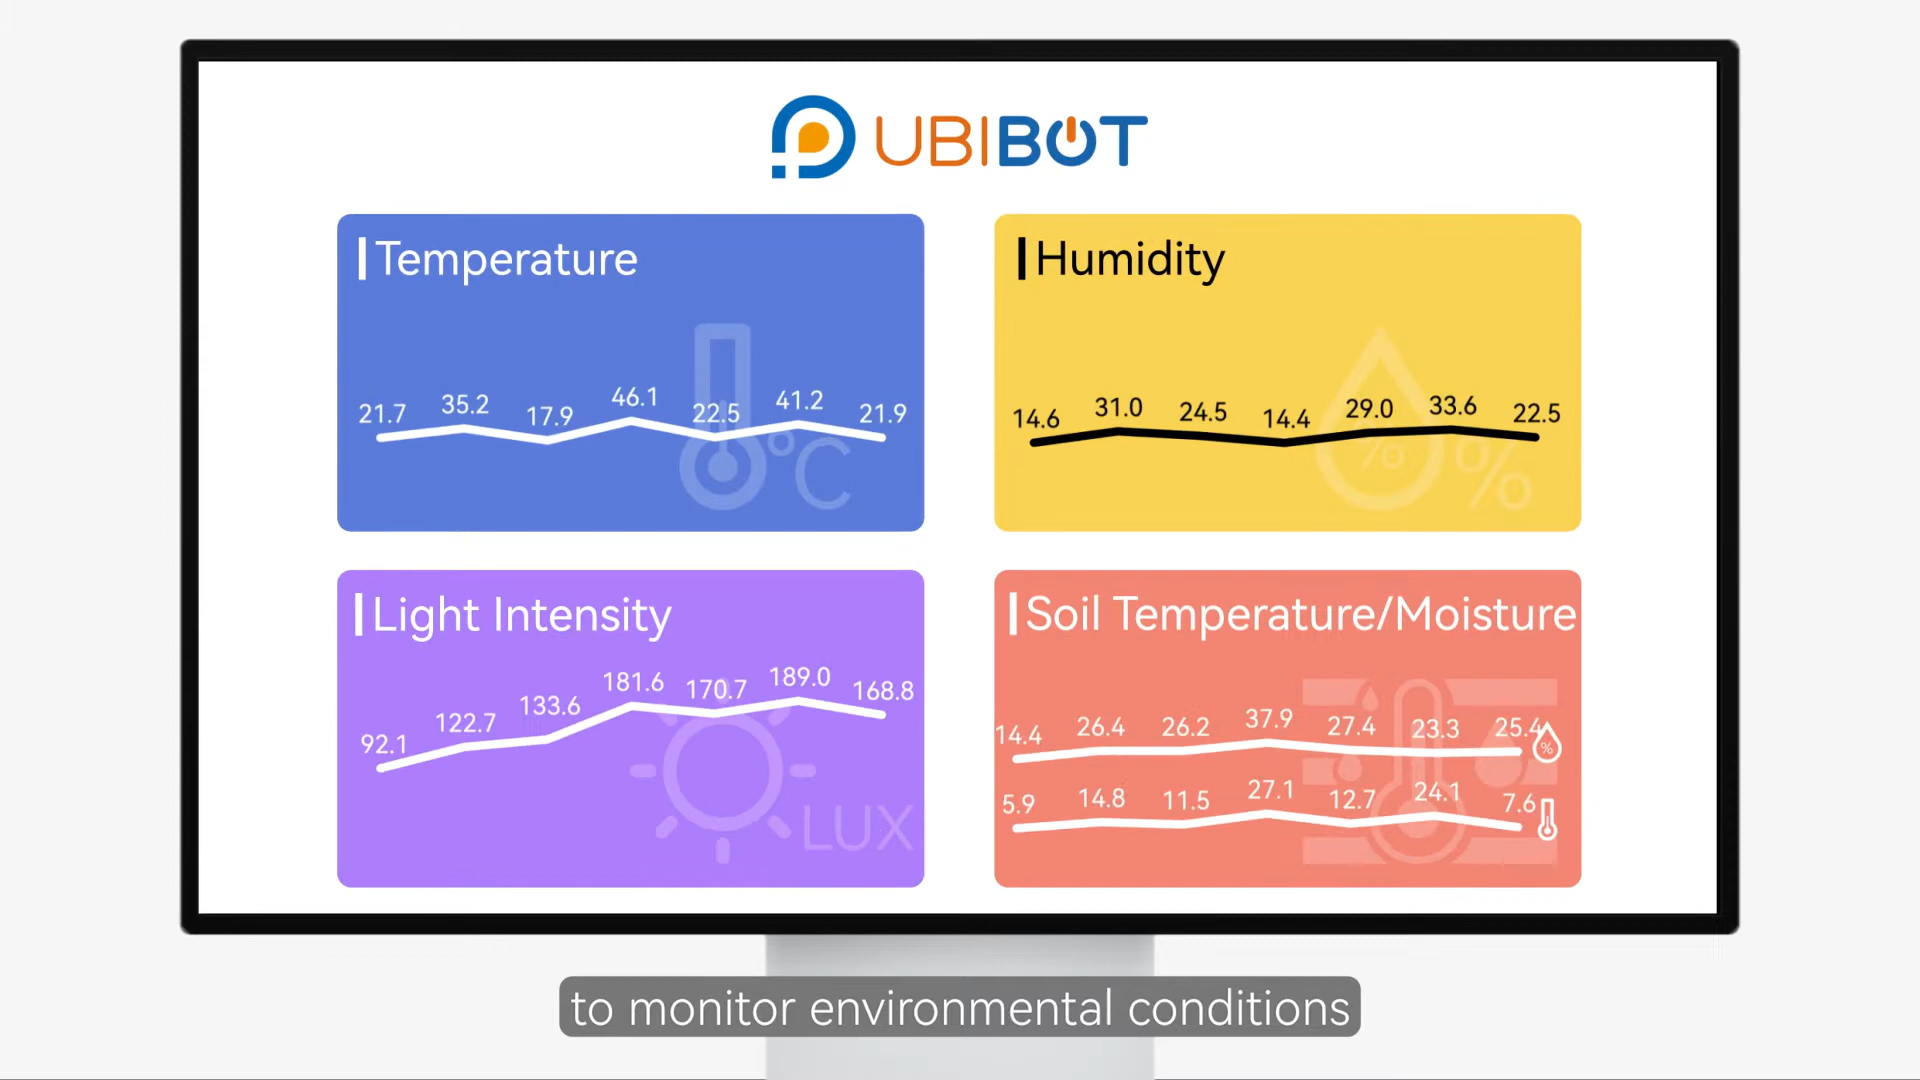 UBIBOT
Temperature
21.7 35.2 17.9 46.1 22.5 41.2 21.9
°C
Humidity
14.6 31.0 24.5 14.4 29.0 33.6 22.5
% %
Light Intensity
92.1 122.7 133.6 181.6 170.7 189.0 168.8
LUX
Soil Temperature/Moisture
14.4 26.4 26.2 37.9 27.4 23.3 25.4 %
5.9 14.8 11.5 27.1 12.7 24.1 7.6
to monitor environmental conditions